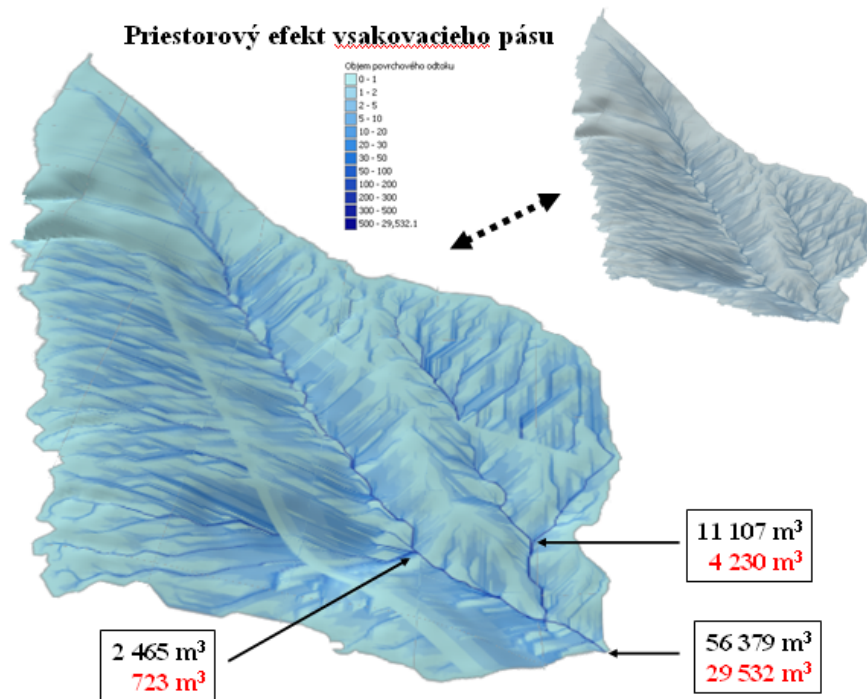 Priestorový efekt vsakovacieho pásu
Objem povrchového odtoku
0 - 1
1 - 2
2 - 5
5 - 10
10 - 20
20 - 30
30 - 50
50 - 100
100 - 200
200 - 300
300 - 500
500 - 29,532.1
11 107 m³
4 230 m³
2 465 m³
723 m³
56 379 m³
29 532 m³